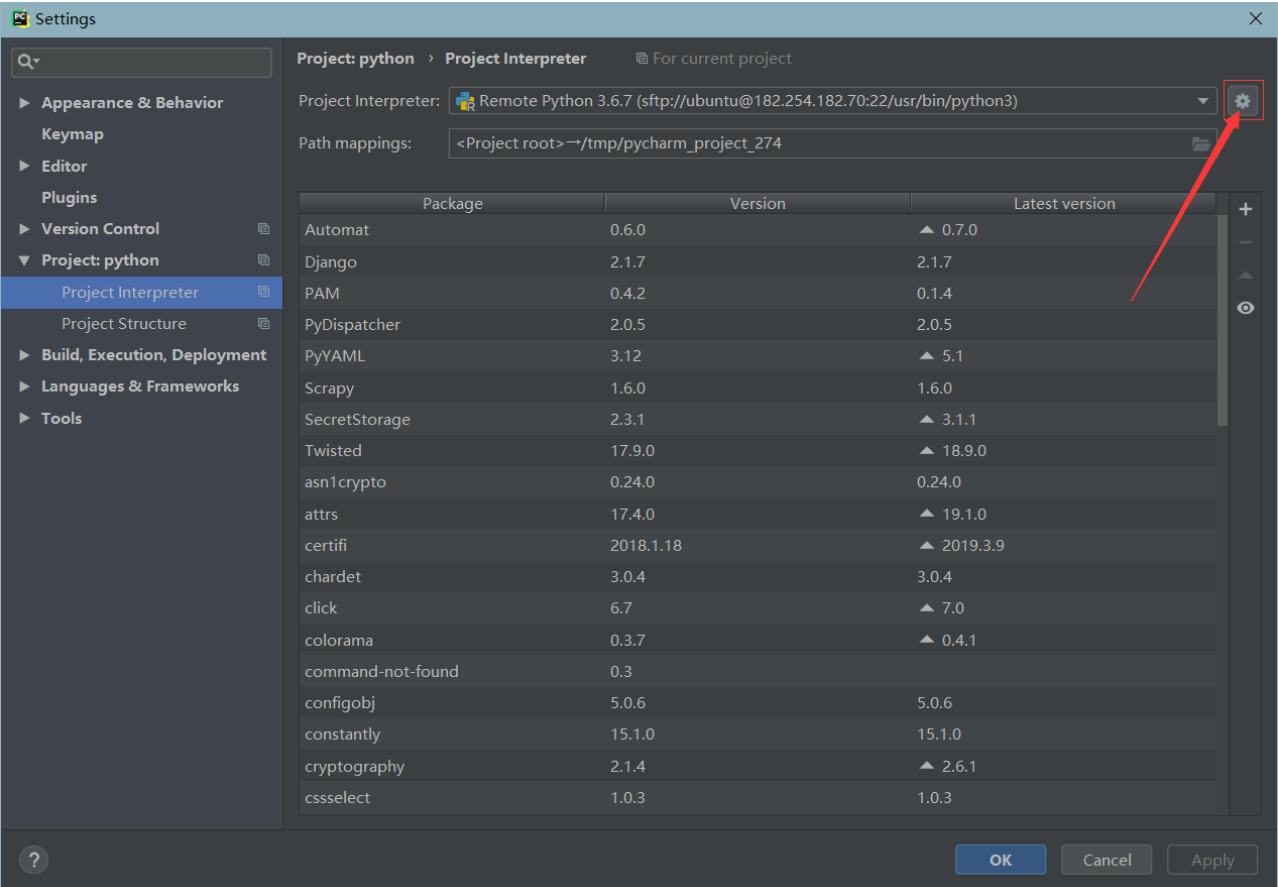 Settings
Project: python › Project Interpreter For current project
Project Interpreter: Remote Python 3.6.7 (sftp://ubuntu@182.254.182.70:22/usr/bin/python3)
Path mappings: <Project root>→/tmp/pycharm_project_274
Appearance & Behavior
Keymap
Editor
Plugins
Version Control
Project: python
Project Interpreter
Project Structure
Build, Execution, Deployment
Languages & Frameworks
Tools
Package Version Latest version
Automat 0.6.0 ▲ 0.7.0
Django 2.1.7 2.1.7
PAM 0.4.2 0.1.4
PyDispatcher 2.0.5 2.0.5
PyYAML 3.12 ▲ 5.1
Scrapy 1.6.0 1.6.0
SecretStorage 2.3.1 ▲ 3.1.1
Twisted 17.9.0 ▲ 18.9.0
asn1crypto 0.24.0 0.24.0
attrs 17.4.0 ▲ 19.1.0
certifi 2018.1.18 ▲ 2019.3.9
chardet 3.0.4 3.0.4
click 6.7 ▲ 7.0
colorama 0.3.7 ▲ 0.4.1
command-not-found 0.3
configobj 5.0.6 5.0.6
constantly 15.1.0 15.1.0
cryptography 2.1.4 ▲ 2.6.1
cssselect 1.0.3 1.0.3
? OK Cancel Apply